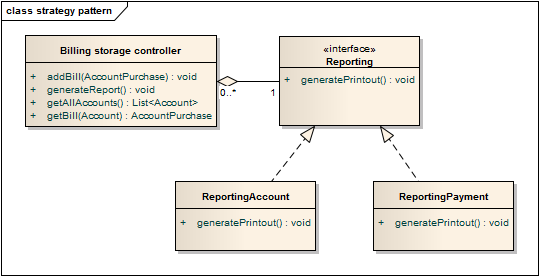 class strategy pattern
Billing storage controller
+ addBill(AccountPurchase) : void
+ generateReport() : void
+ getAllAccounts() : List<Account>
+ getBill(Account) : AccountPurchase
0..*
1
«interface»
Reporting
+ generatePrintout() : void
ReportingAccount
+ generatePrintout() : void
ReportingPayment
+ generatePrintout() : void